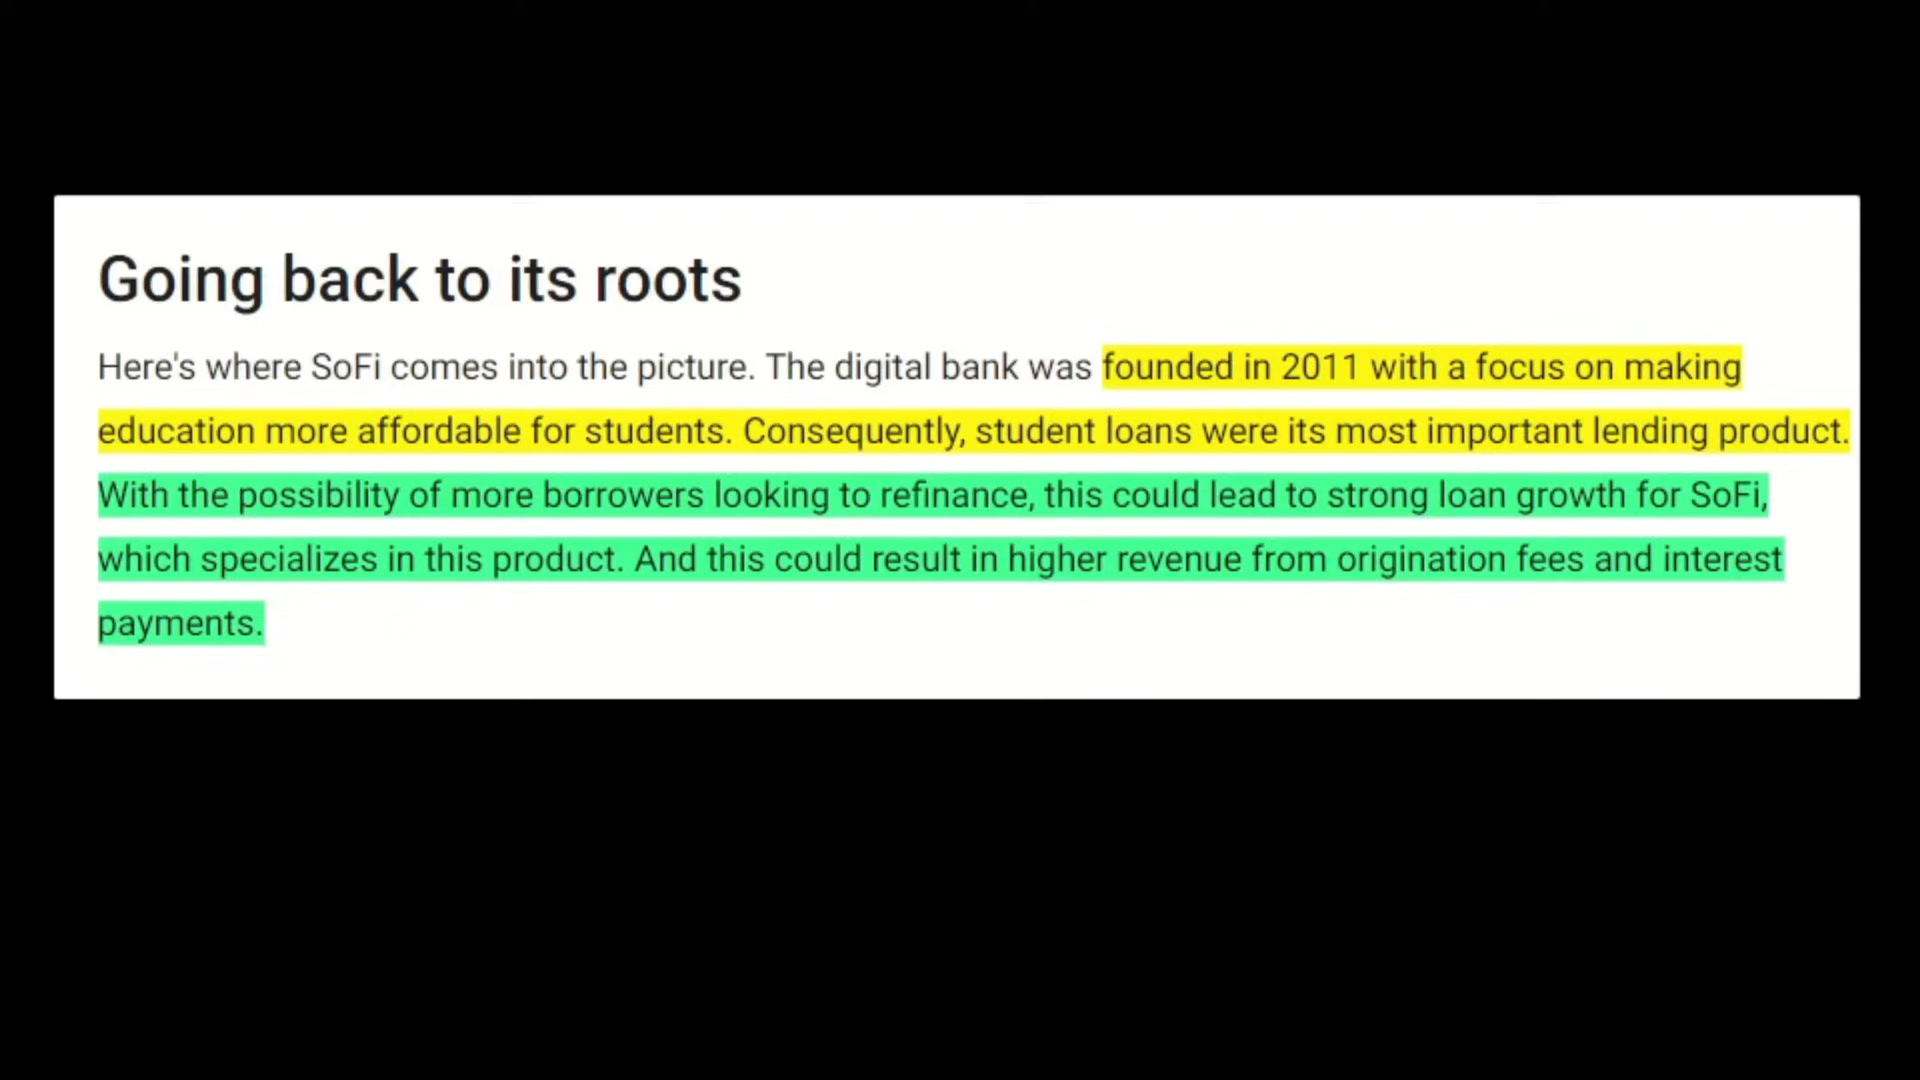 Going back to its roots
Here's where SoFi comes into the picture. The digital bank was founded in 2011 with a focus on making
education more affordable for students. Consequently, student loans were its most important lending product.
With the possibility of more borrowers looking to refinance, this could lead to strong loan growth for SoFi,
which specializes in this product. And this could result in higher revenue from origination fees and interest
payments.